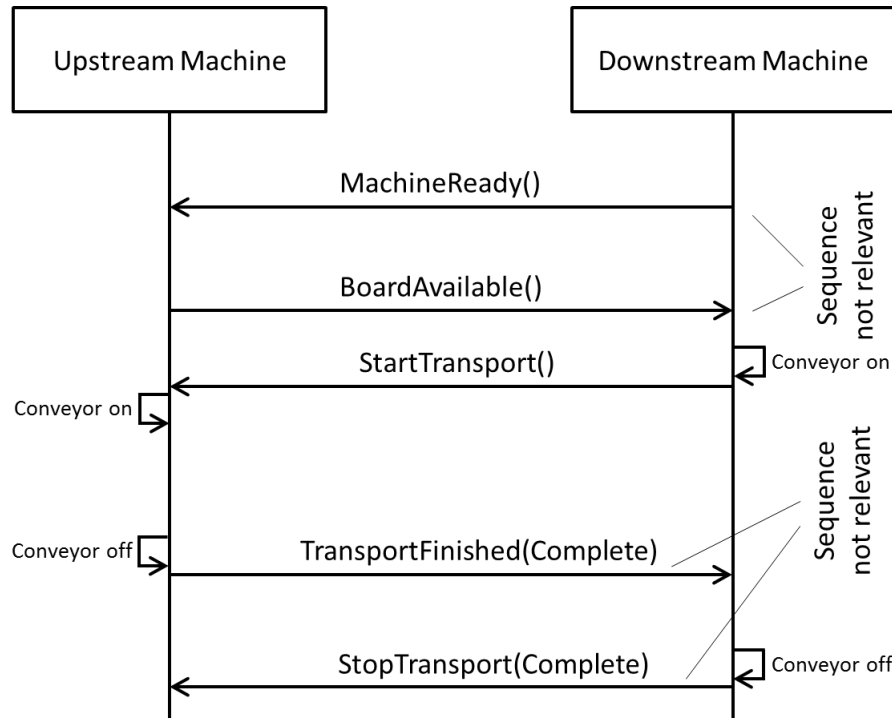 Upstream Machine
Downstream Machine
MachineReady()
BoardAvailable()
Sequence
not relevant
StartTransport()
Conveyor on
Conveyor on
Conveyor off
TransportFinished(Complete)
Sequence
not relevant
StopTransport(Complete)
Conveyor off